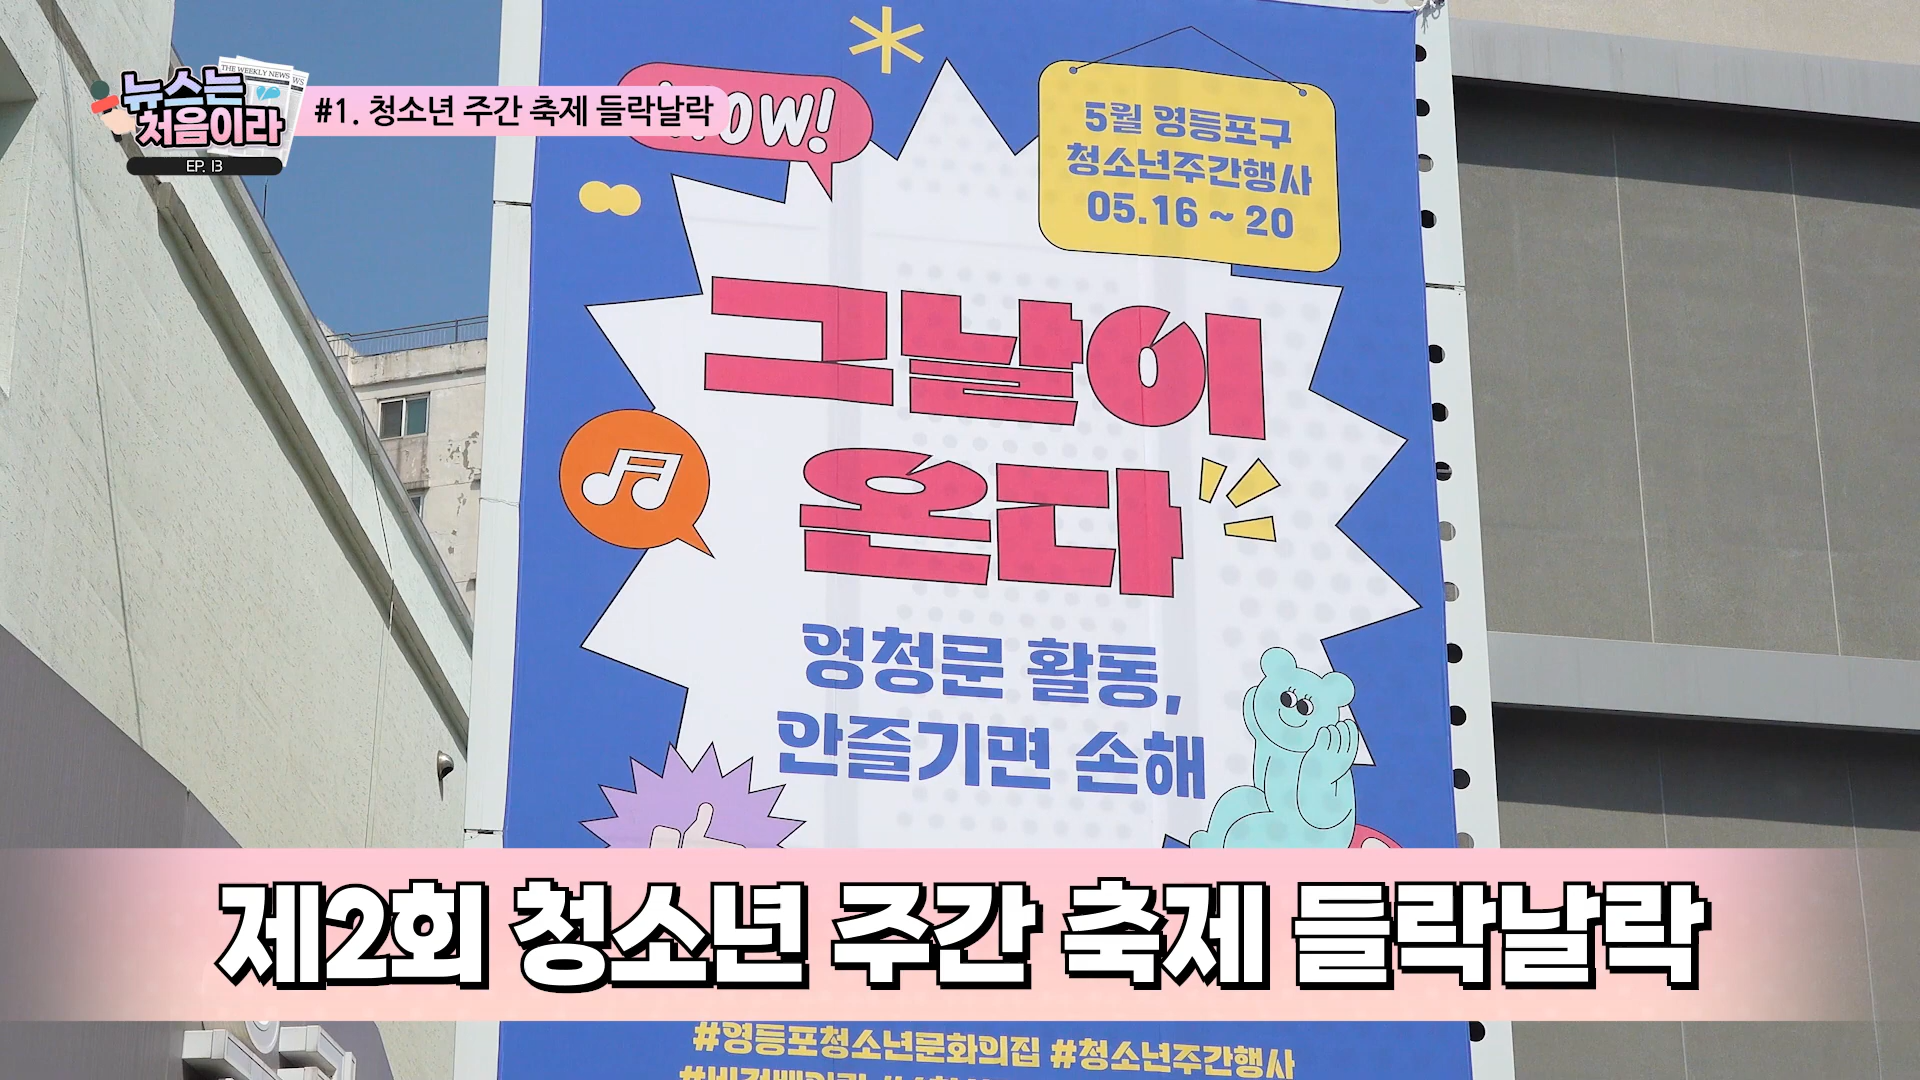 THE WEEKLY NEWS
뉴스는
처음이라
EP. 13
#1. 청소년 주간 축제 들락날락
WOW!
5월 영등포구
청소년주간행사
05.16 ~ 20
그날이
온다
영청문 활동,
안즐기면 손해
제2회 청소년 주간 축제 들락날락
#영등포청소년문화의집 #청소년주간행사